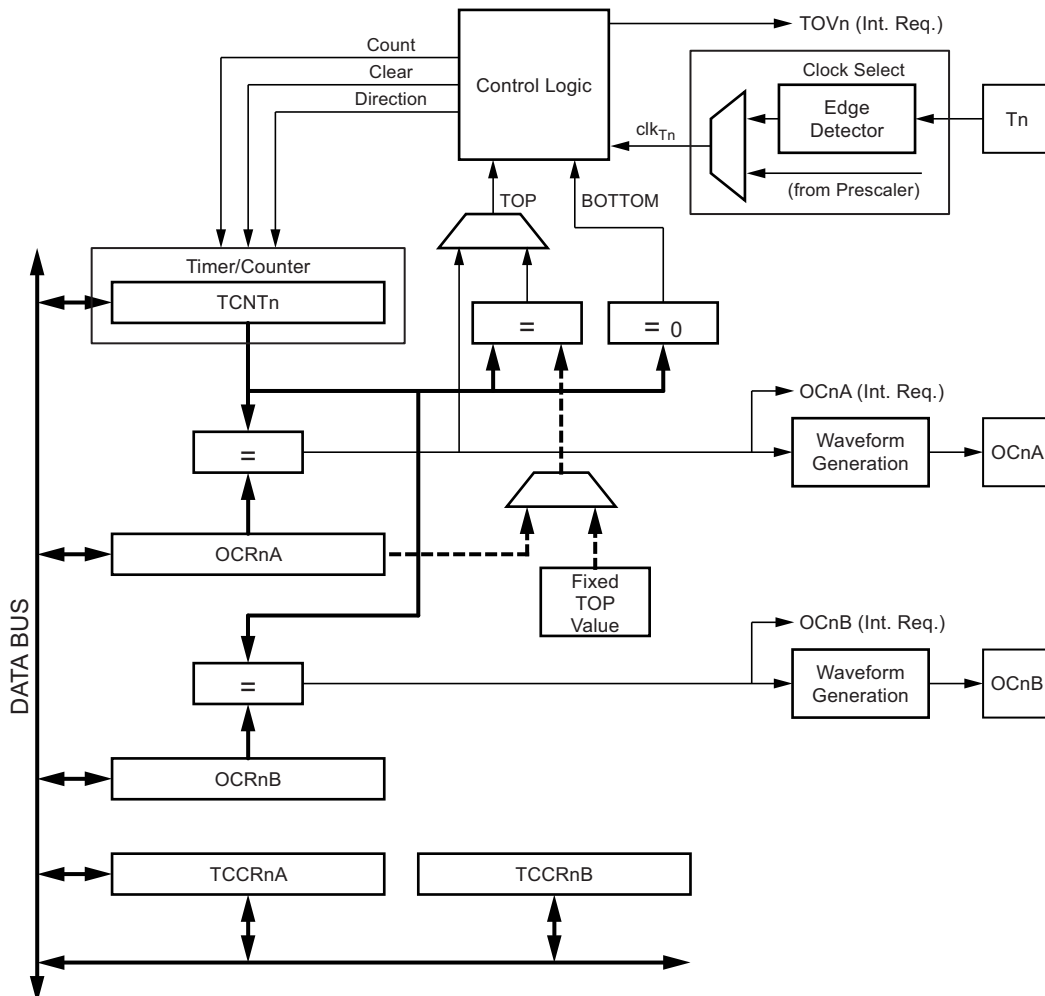 TOVn (Int. Req.)
Count
Clear
Direction
Control Logic
Clock Select
Edge
Detector
Tn
clkTn
(from Prescaler)
TOP
BOTTOM
Timer/Counter
TCNTn
=
= 0
OCnA (Int. Req.)
=
Waveform
Generation
OCnA
OCRnA
Fixed
TOP
Value
DATA BUS
OCnB (Int. Req.)
=
Waveform
Generation
OCnB
OCRnB
TCCRnA
TCCRnB